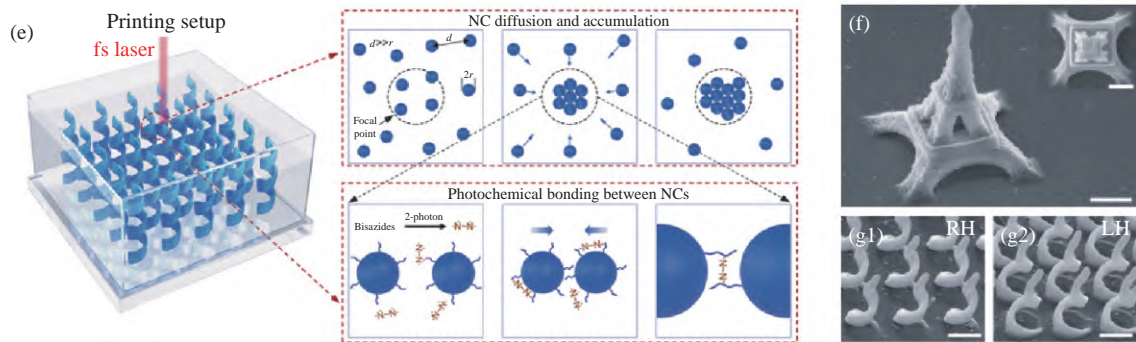 (e)
Printing setup
fs laser
NC diffusion and accumulation
d≫r
d
2r
Focal
point
Photochemical bonding between NCs
Bisazides
2-photon
N-N
N-N
N-N
N-N
N-N
N-N
N-N
N-N
(f)
(g1)
RH
(g2)
LH